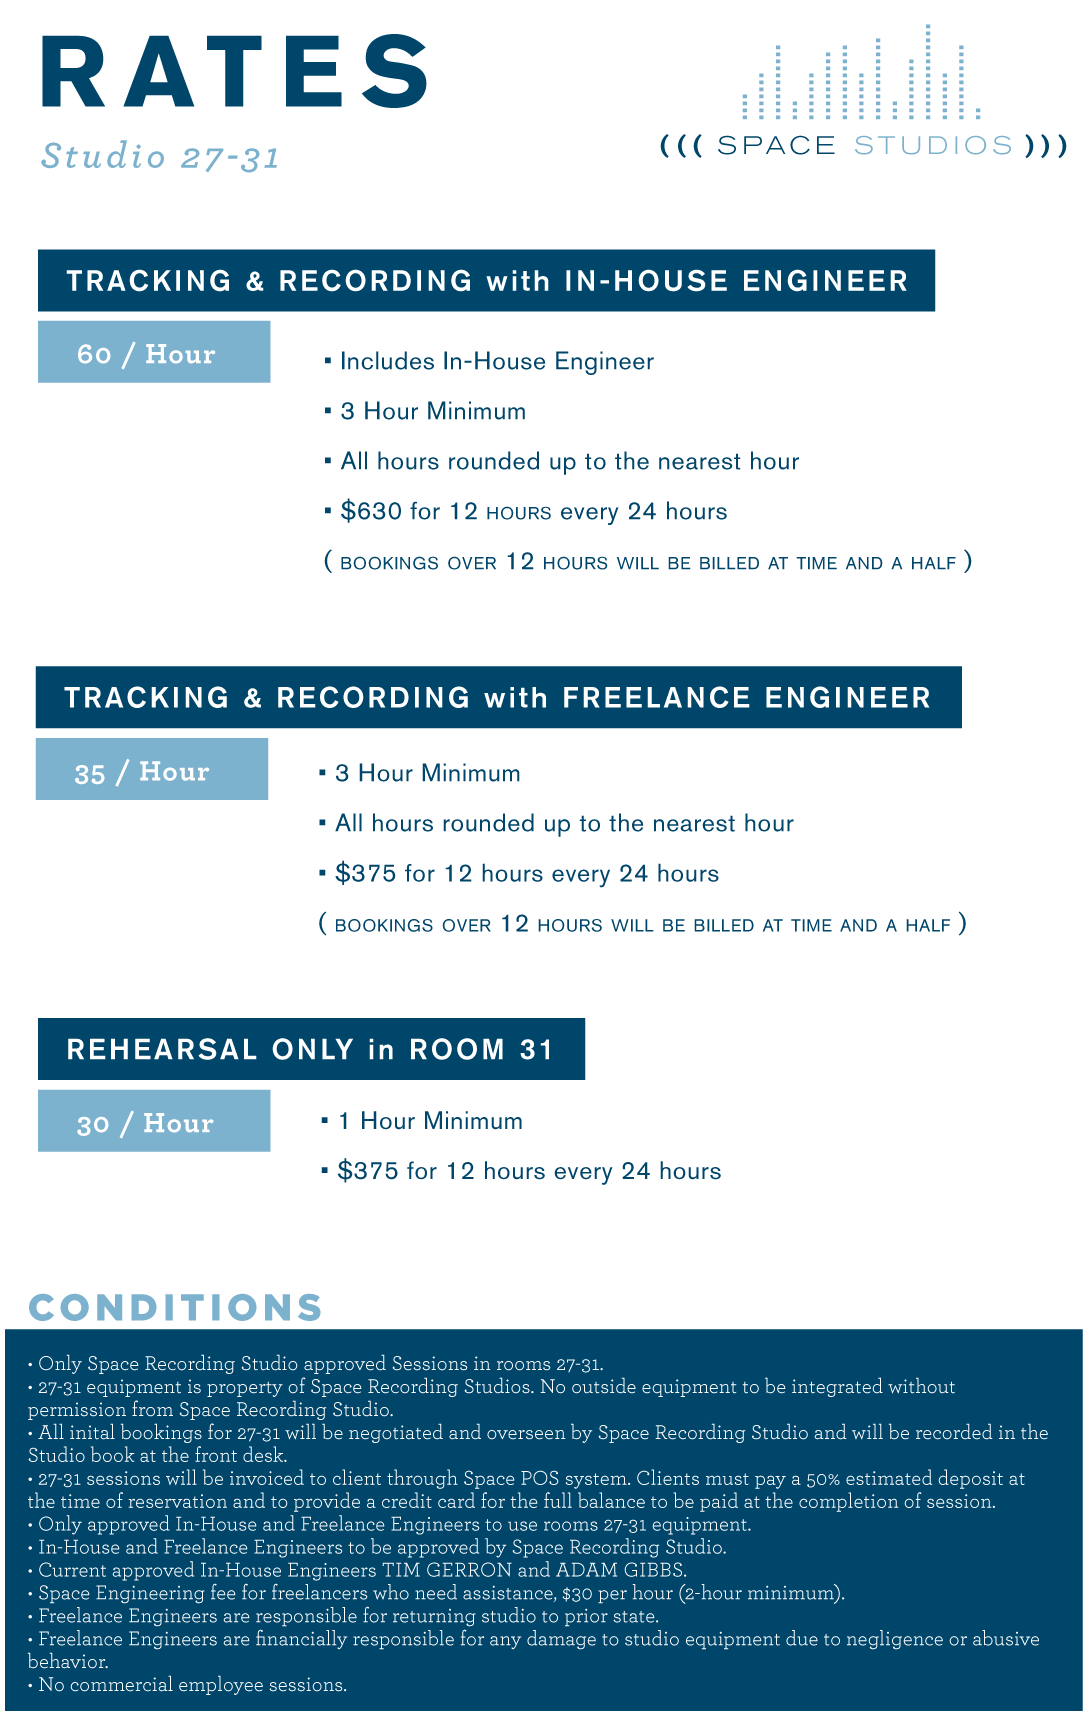 RATES
Studio 27-31
((( SPACE STUDIOS )))
TRACKING & RECORDING with IN-HOUSE ENGINEER
60 / Hour
▪ Includes In-House Engineer
▪ 3 Hour Minimum
▪ All hours rounded up to the nearest hour
▪ $630 for 12 HOURS every 24 hours
( BOOKINGS OVER 12 HOURS WILL BE BILLED AT TIME AND A HALF )
TRACKING & RECORDING with FREELANCE ENGINEER
35 / Hour
▪ 3 Hour Minimum
▪ All hours rounded up to the nearest hour
▪ $375 for 12 hours every 24 hours
( BOOKINGS OVER 12 HOURS WILL BE BILLED AT TIME AND A HALF )
REHEARSAL ONLY in ROOM 31
30 / Hour
▪ 1 Hour Minimum
▪ $375 for 12 hours every 24 hours
CONDITIONS
• Only Space Recording Studio approved Sessions in rooms 27-31.
• 27-31 equipment is property of Space Recording Studios. No outside equipment to be integrated without
permission from Space Recording Studio.
• All inital bookings for 27-31 will be negotiated and overseen by Space Recording Studio and will be recorded in the
Studio book at the front desk.
• 27-31 sessions will be invoiced to client through Space POS system. Clients must pay a 50% estimated deposit at
the time of reservation and to provide a credit card for the full balance to be paid at the completion of session.
• Only approved In-House and Freelance Engineers to use rooms 27-31 equipment.
• In-House and Freelance Engineers to be approved by Space Recording Studio.
• Current approved In-House Engineers TIM GERRON and ADAM GIBBS.
• Space Engineering fee for freelancers who need assistance, $30 per hour (2-hour minimum).
• Freelance Engineers are responsible for returning studio to prior state.
• Freelance Engineers are financially responsible for any damage to studio equipment due to negligence or abusive
behavior.
• No commercial employee sessions.